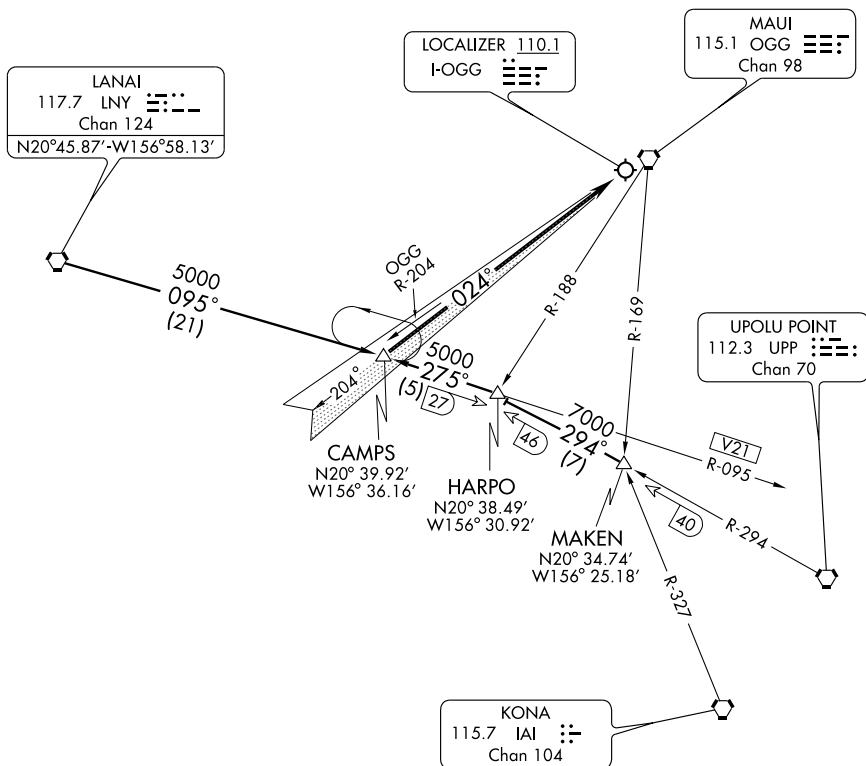 LOCALIZER 110.1
I-OGG
MAUI
115.1 OGG
Chan 98
LANAI
117.7 LNY
Chan 124
N20°45.87'-W156°58.13'
5000
095°
(21)
OGG
R-204
024°
R-188
R-169
UPOLU POINT
112.3 UPP
Chan 70
204°
5000
275°
(5)
27
46
7000
294°
(7)
V21
R-095
CAMPS
N20° 39.92'
W156° 36.16'
HARPO
N20° 38.49'
W156° 30.92'
MAKEN
N20° 34.74'
W156° 25.18'
40
R-294
R-327
KONA
115.7 IAI
Chan 104